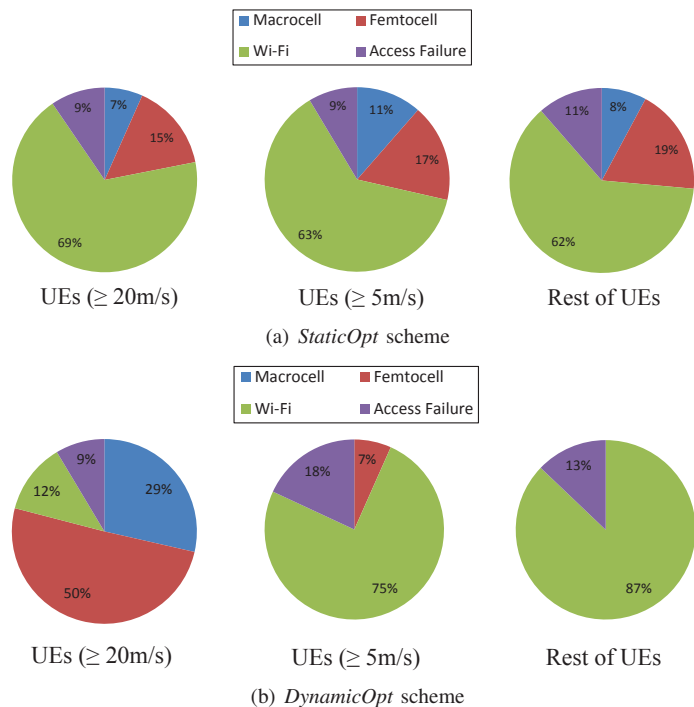 Macrocell Femtocell
Wi-Fi Access Failure
9% 7% 15% 69%
9% 11% 17% 63%
11% 8% 19% 62%
UEs (≥ 20m/s) UEs (≥ 5m/s) Rest of UEs
(a) StaticOpt scheme
Macrocell Femtocell
Wi-Fi Access Failure
9% 29% 12% 50%
18% 7% 75%
13% 87%
UEs (≥ 20m/s) UEs (≥ 5m/s) Rest of UEs
(b) DynamicOpt scheme